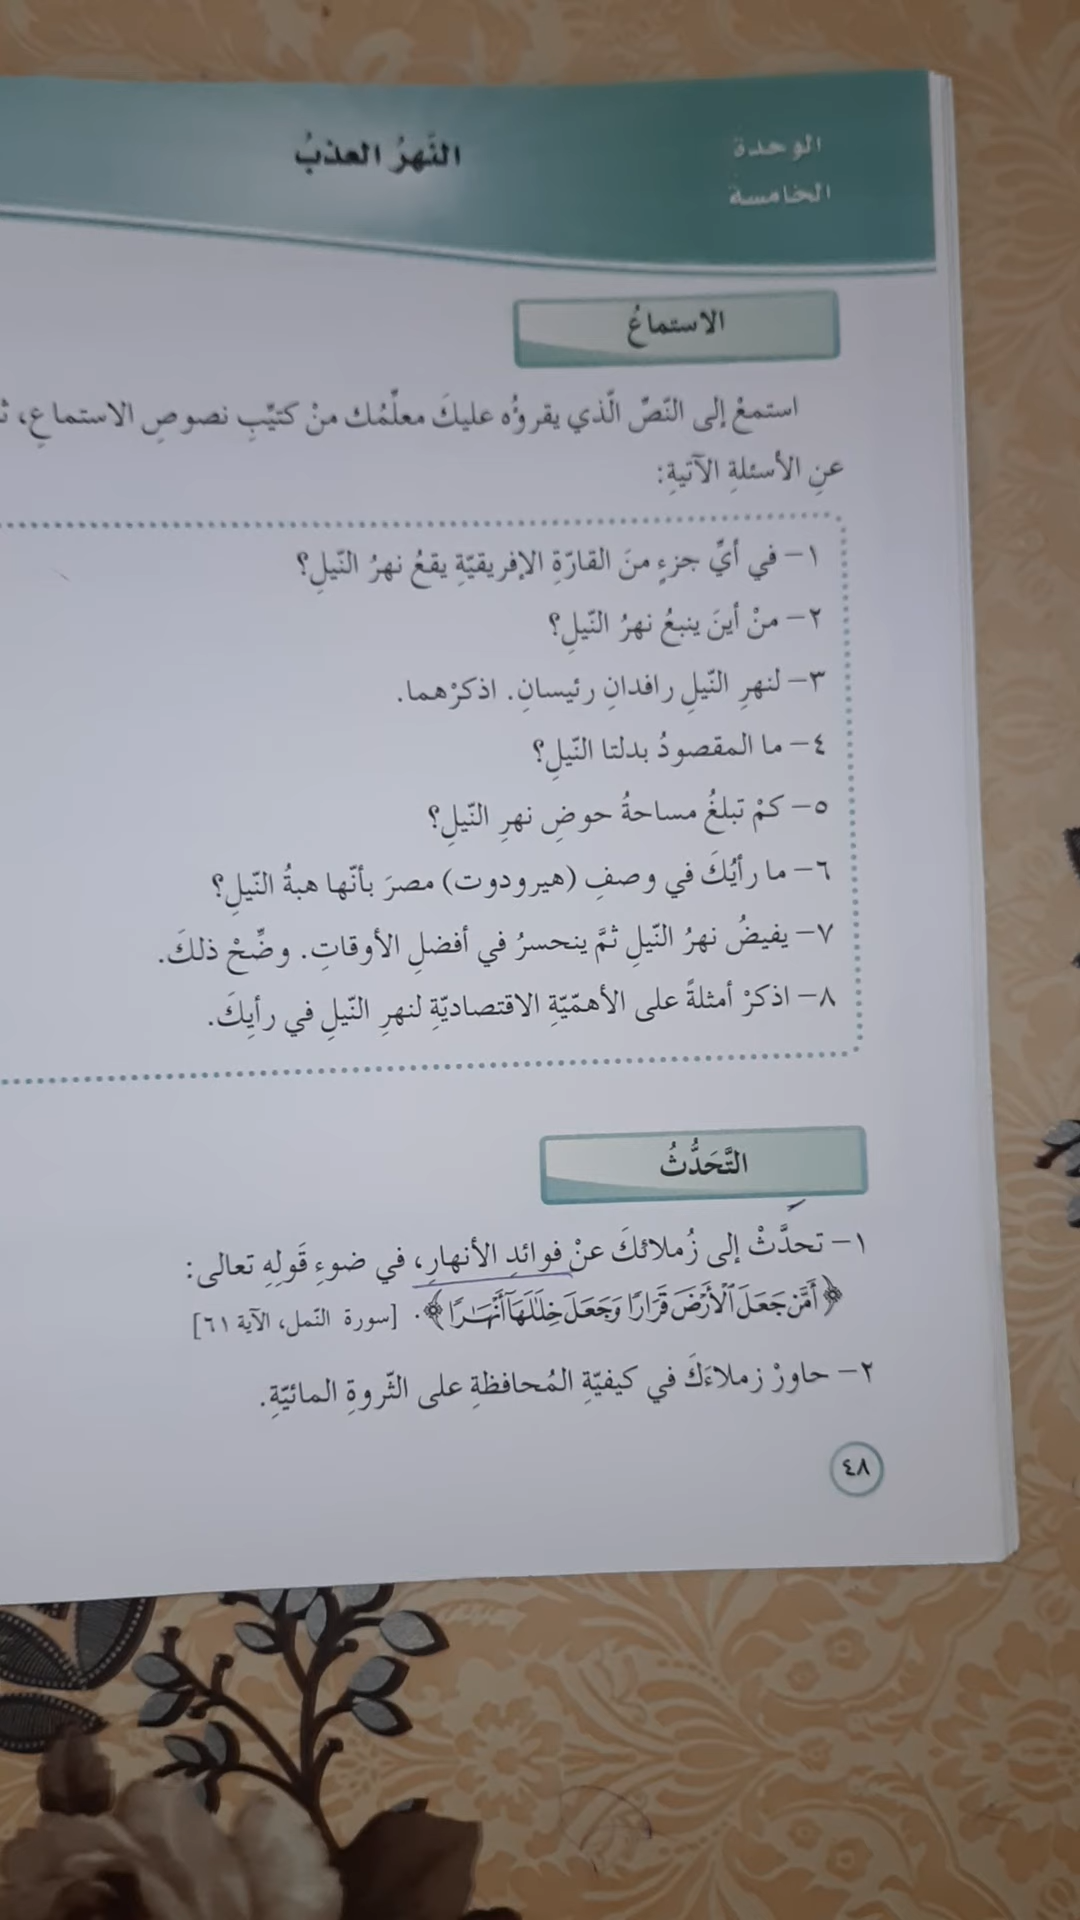 الوحدة
الخامسة
النّهرُ العذبُ
الاستماعُ
استمعْ إلى النّصِّ الّذي يقرؤُه عليكَ معلّمُك منْ كتيِّبِ نصوصِ الاستماعِ،
عنِ الأسئلةِ الآتيةِ:
١- في أيِّ جزءٍ منَ القارّةِ الإفريقيّةِ يقعُ نهرُ النّيلِ؟
٢- منْ أينَ ينبعُ نهرُ النّيلِ؟
٣- لنهرِ النّيلِ رافدانِ رئيسانِ. اذكرْهما.
٤- ما المقصودُ بدلتا النّيلِ؟
٥- كمْ تبلغُ مساحةُ حوضِ نهرِ النّيلِ؟
٦- ما رأيُكَ في وصفِ (هيرودوت) مصرَ بأنّها هبةُ النّيلِ؟
٧- يفيضُ نهرُ النّيلِ ثمَّ ينحسرُ في أفضلِ الأوقاتِ. وضِّحْ ذلكَ.
٨- اذكرْ أمثلةً على الأهمّيّةِ الاقتصاديّةِ لنهرِ النّيلِ في رأيِكَ.
التَّحَدُّثُ
١- تحدَّثْ إلى زُملائكَ عنْ فوائدِ الأنهارِ، في ضوءِ قَولِهِ تعالى:
﴿أَمَّن جَعَلَ ٱلْأَرْضَ قَرَارًا وَجَعَلَ خِلَٰلَهَآ أَنْهَٰرًا﴾. [سورة النّمل، الآية ٦١]
٢- حاورْ زملاءَكَ في كيفيّةِ المُحافظةِ على الثّروةِ المائيّةِ.
٤٨